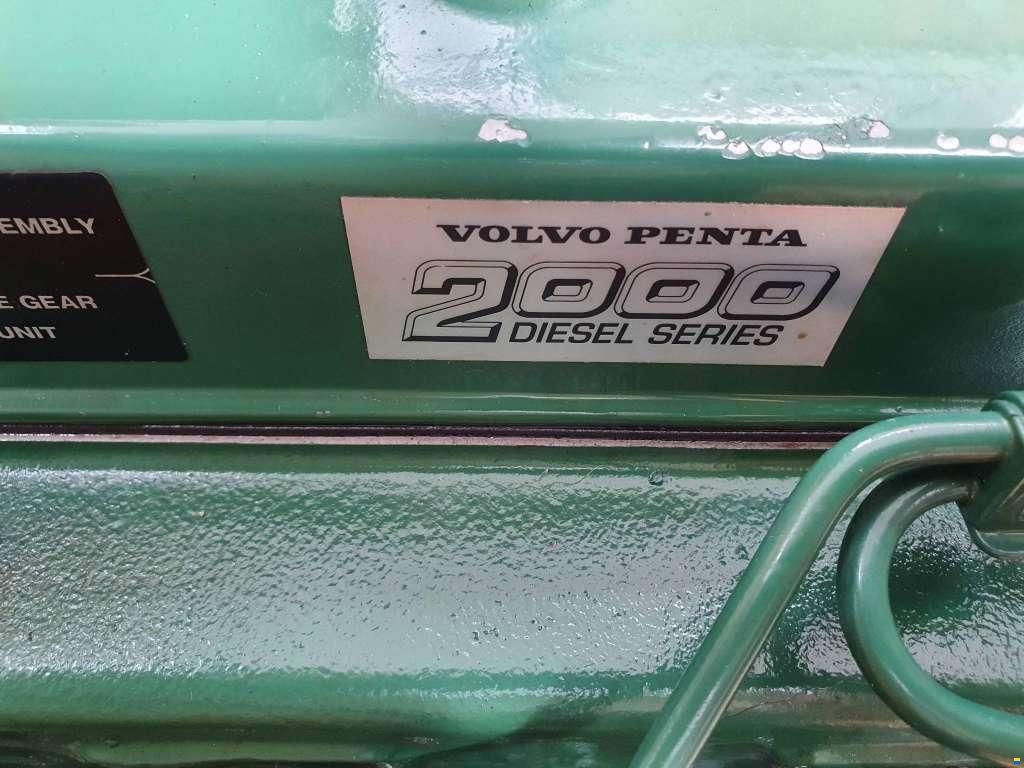 EMBLY
E GEAR
UNIT
VOLVO PENTA
2000
DIESEL SERIES